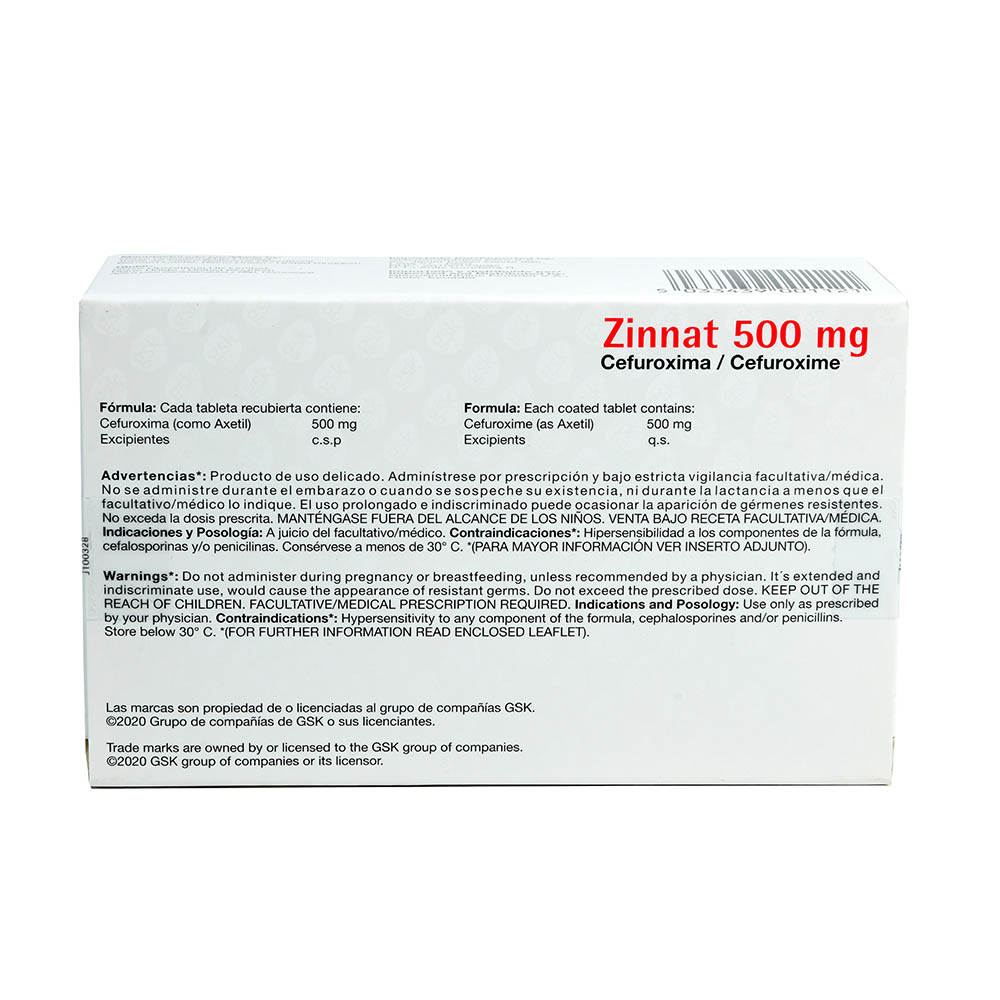 Zinnat 500 mg
Cefuroxima / Cefuroxime
Fórmula: Cada tableta recubierta contiene:
Cefuroxima (como Axetil) 500 mg
Excipientes c.s.p
Formula: Each coated tablet contains:
Cefuroxime (as Axetil) 500 mg
Excipients q.s.
Advertencias*: Producto de uso delicado. Adminístrese por prescripción y bajo estricta vigilancia facultativa/médica.
No se administre durante el embarazo o cuando se sospeche su existencia, ni durante la lactancia a menos que el
facultativo/médico lo indique. El uso prolongado e indiscriminado puede ocasionar la aparición de gérmenes resistentes.
No exceda la dosis prescrita. MANTÉNGASE FUERA DEL ALCANCE DE LOS NIÑOS. VENTA BAJO RECETA FACULTATIVA/MÉDICA.
Indicaciones y Posología: A juicio del facultativo/médico. Contraindicaciones*: Hipersensibilidad a los componentes de la fórmula,
cefalosporinas y/o penicilinas. Consérvese a menos de 30° C. *(PARA MAYOR INFORMACIÓN VER INSERTO ADJUNTO).
J100328
Warnings*: Do not administer during pregnancy or breastfeeding, unless recommended by a physician. It´s extended and
indiscriminate use, would cause the appearance of resistant germs. Do not exceed the prescribed dose. KEEP OUT OF THE
REACH OF CHILDREN. FACULTATIVE/MEDICAL PRESCRIPTION REQUIRED. Indications and Posology: Use only as prescribed
by your physician. Contraindications*: Hypersensitivity to any component of the formula, cephalosporins and/or penicillins.
Store below 30° C. *(FOR FURTHER INFORMATION READ ENCLOSED LEAFLET).
Las marcas son propiedad de o licenciadas al grupo de compañías GSK.
©2020 Grupo de compañías de GSK o sus licenciantes.
Trade marks are owned by or licensed to the GSK group of companies.
©2020 GSK group of companies or its licensor.